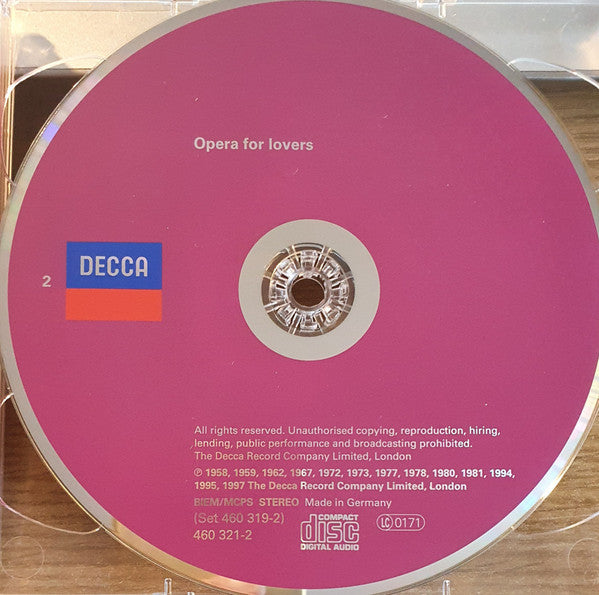 Opera for lovers
2
DECCA
All rights reserved. Unauthorised copying, reproduction, hiring,
lending, public performance and broadcasting prohibited.
The Decca Record Company Limited, London
℗ 1958, 1959, 1962, 1967, 1972, 1973, 1977, 1978, 1980, 1981, 1994,
1995, 1997 The Decca Record Company Limited, London
BIEM/MCPS STEREO Made in Germany
(Set 460 319-2)
460 321-2
COMPACT
disc
DIGITAL AUDIO
LC 0171